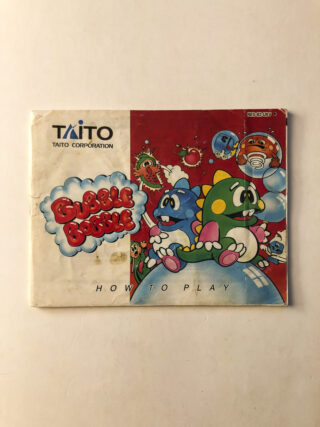 TAITO
TAITO CORPORATION
BUBBLE
BOBBLE
HOW TO PLAY